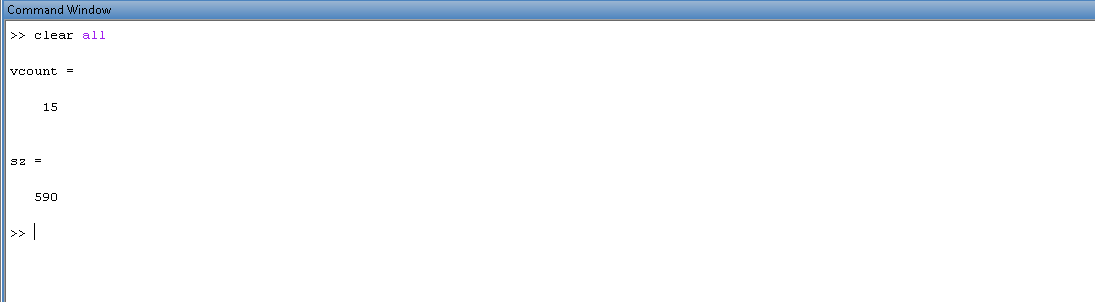 Command Window
>> clear all
vcount =
15
sz =
590
>>